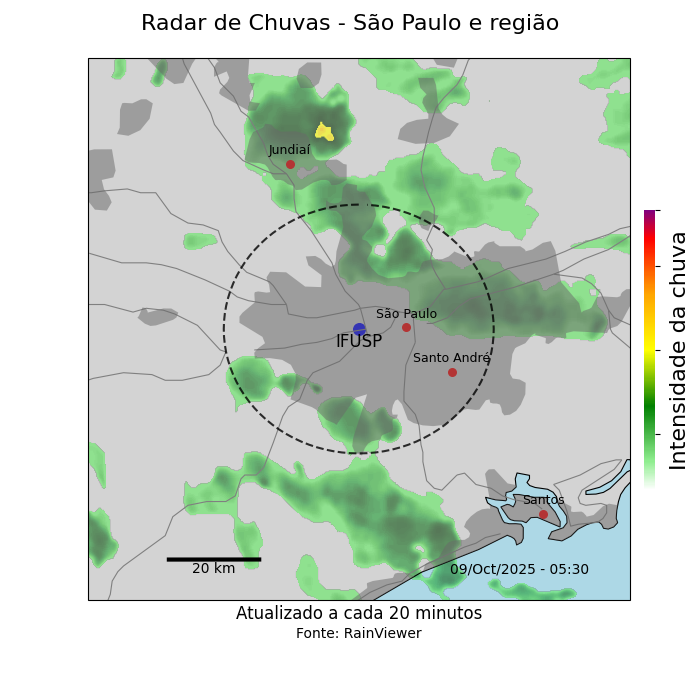 Radar de Chuvas - São Paulo e região
Jundiaí
São Paulo
IFUSP
Santo André
Santos
09/Oct/2025 - 05:30
20 km
Intensidade da chuva
Atualizado a cada 20 minutos
Fonte: RainViewer